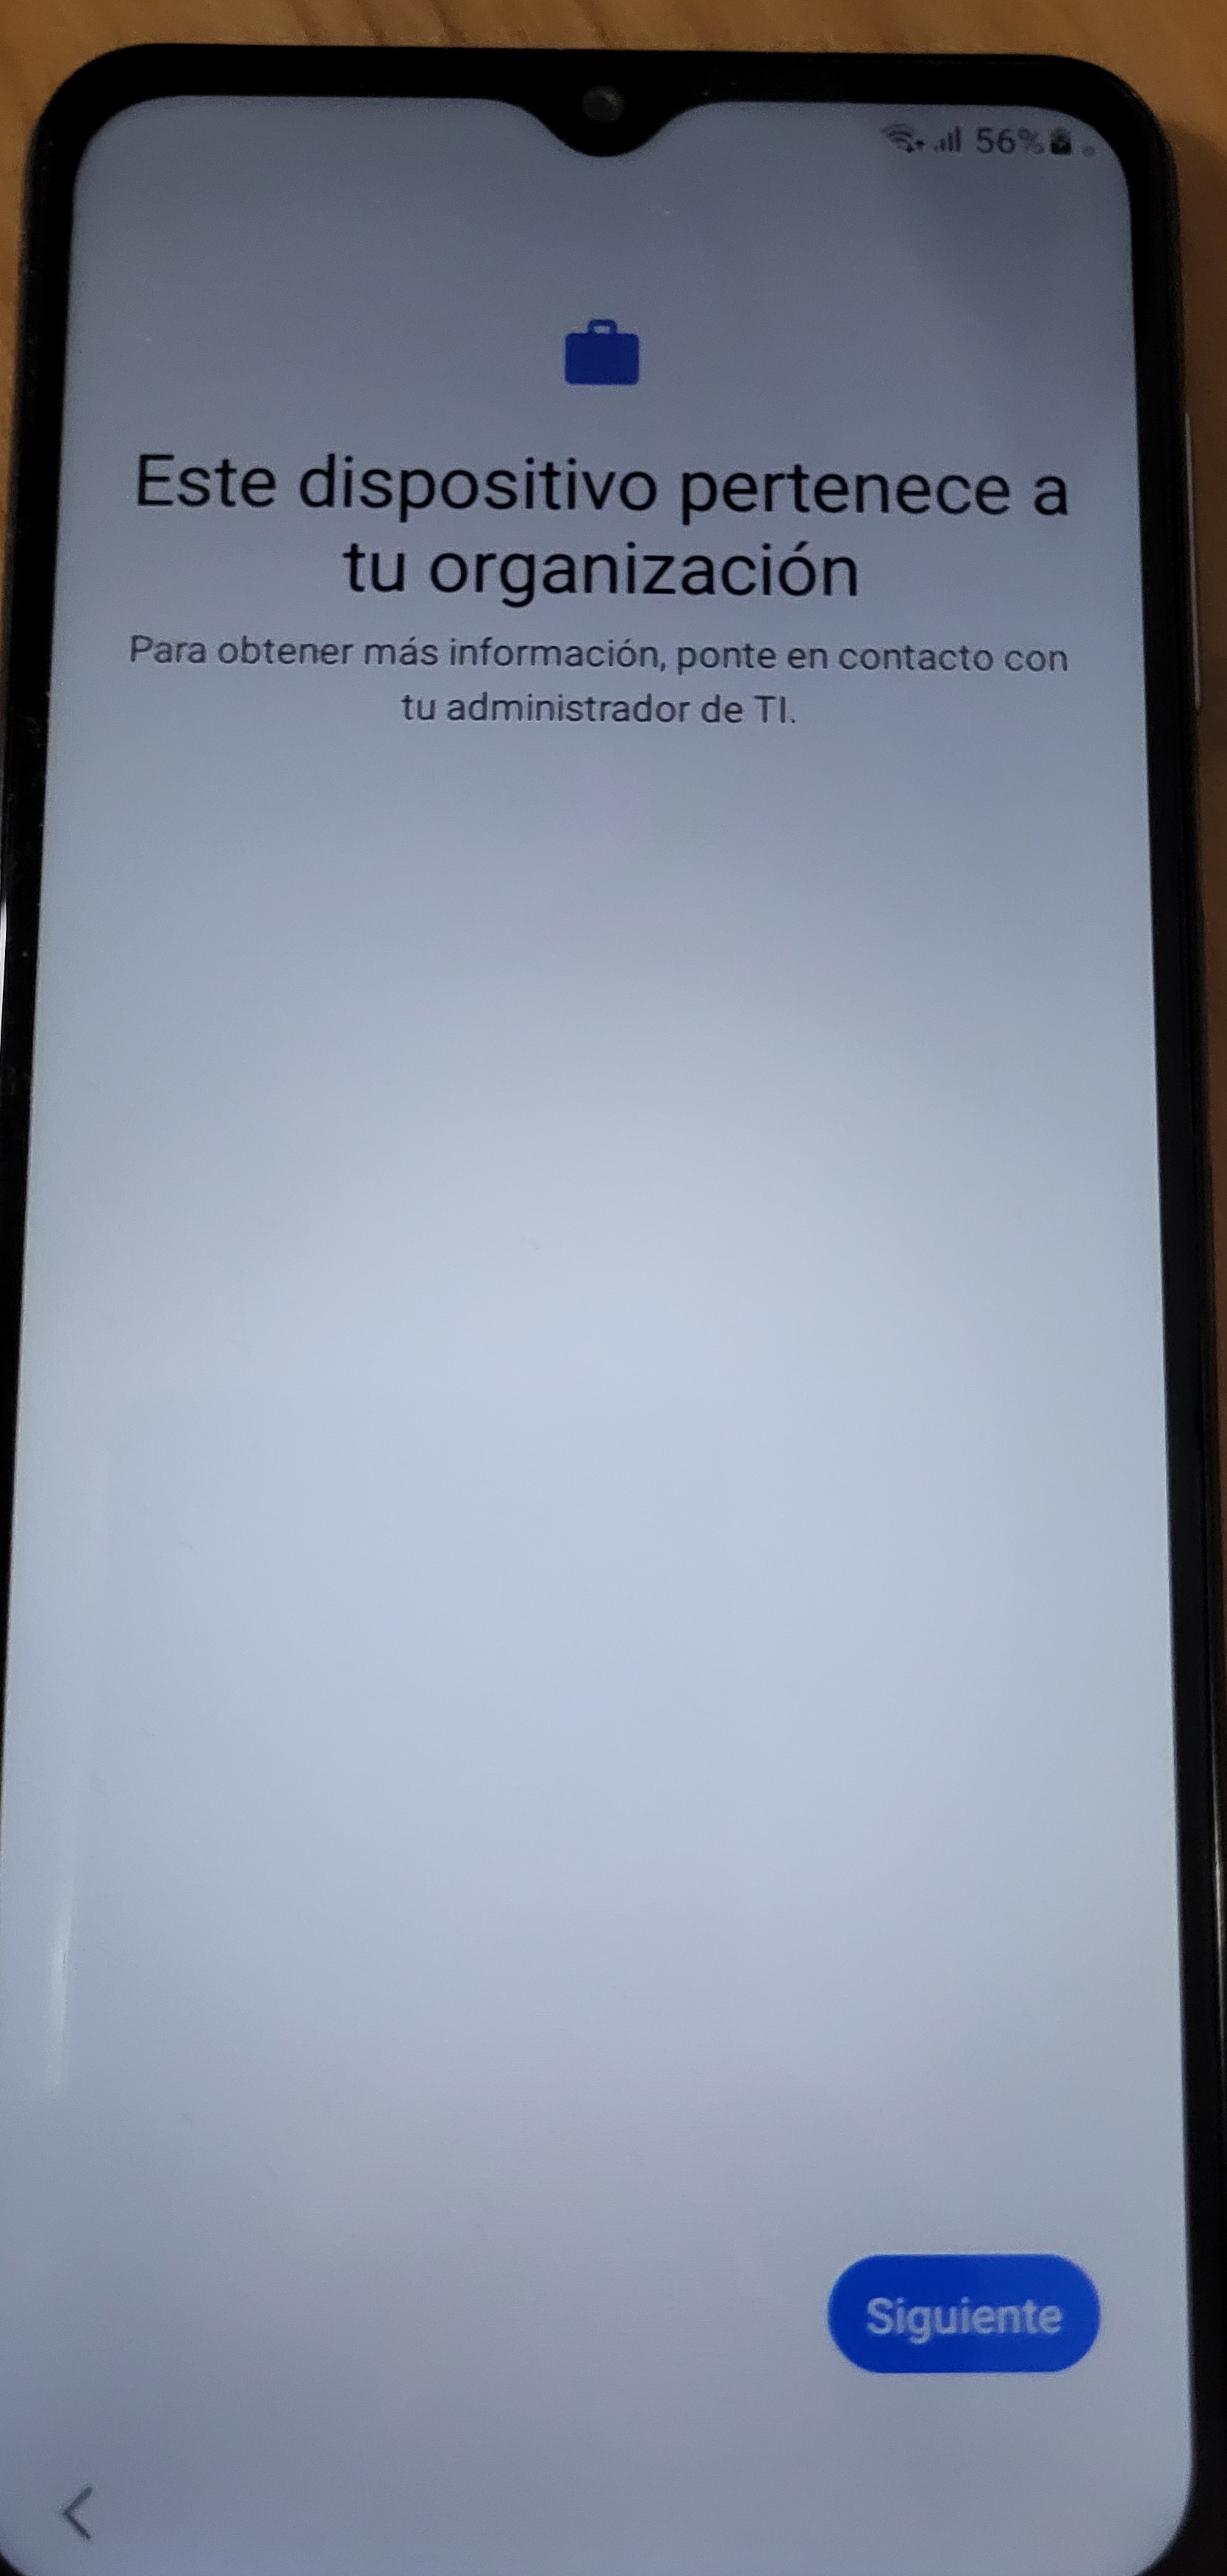 56%
Este dispositivo pertenece a
tu organización
Para obtener más información, ponte en contacto con
tu administrador de TI.
Siguiente